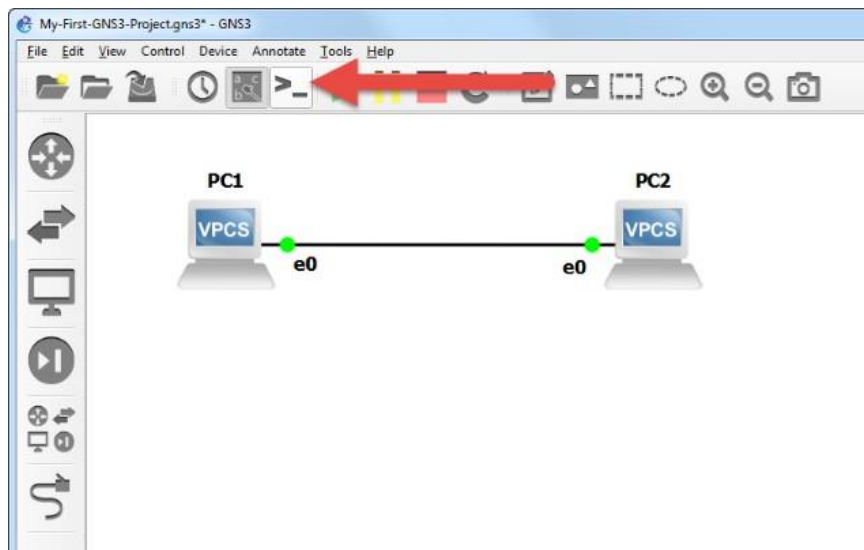 My-First-GNS3-Project.gns3* - GNS3
File Edit View Control Device Annotate Tools Help
a c
b
>_
PC1 PC2
VPCS VPCS
e0 e0